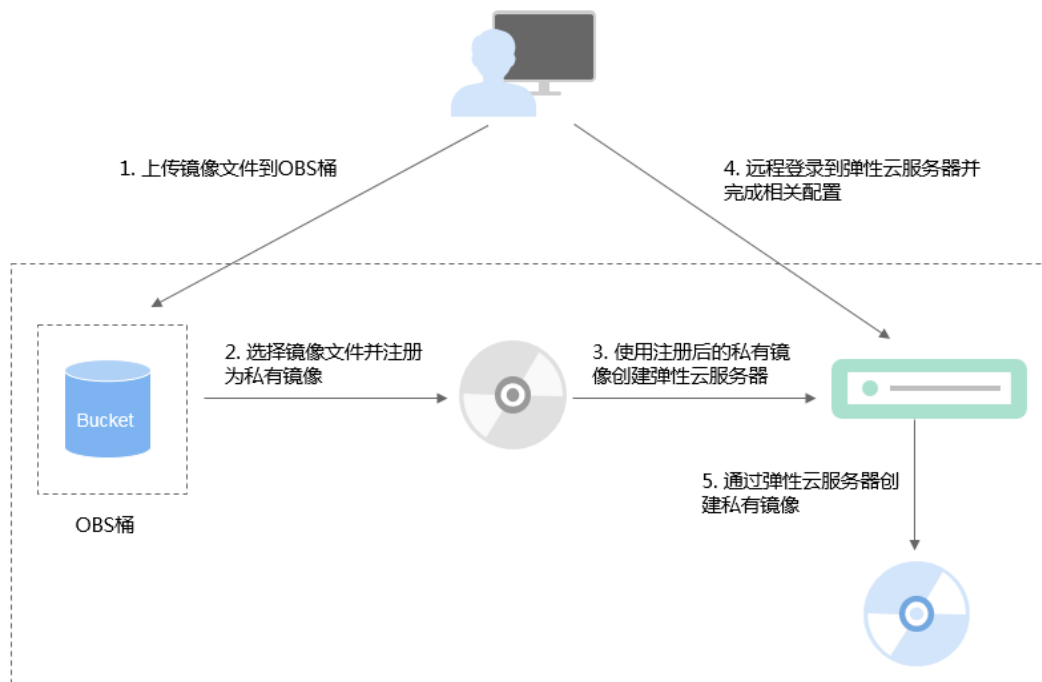 1. 上传镜像文件到OBS桶
4. 远程登录到弹性云服务器并
完成相关配置
2. 选择镜像文件并注册
为私有镜像
3. 使用注册后的私有镜
像创建弹性云服务器
Bucket
OBS桶
5. 通过弹性云服务器创
建私有镜像